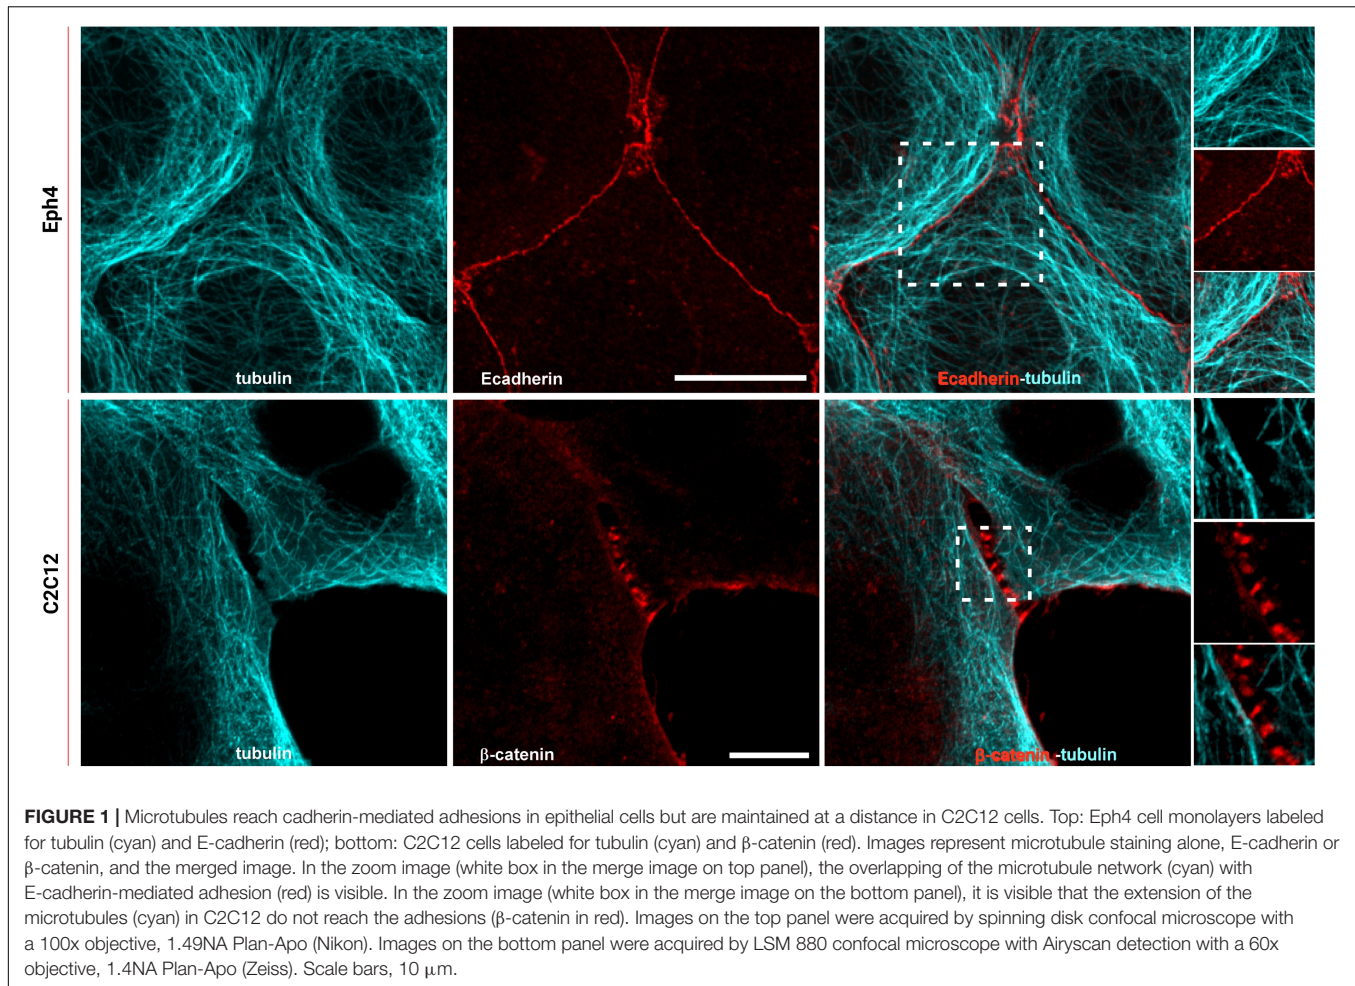 Eph4
tubulin
Ecadherin
Ecadherin-tubulin
C2C12
tubulin
β-catenin
β-catenin -tubulin
FIGURE 1 | Microtubules reach cadherin-mediated adhesions in epithelial cells but are maintained at a distance in C2C12 cells. Top: Eph4 cell monolayers labeled
for tubulin (cyan) and E-cadherin (red); bottom: C2C12 cells labeled for tubulin (cyan) and β-catenin (red). Images represent microtubule staining alone, E-cadherin or
β-catenin, and the merged image. In the zoom image (white box in the merge image on top panel), the overlapping of the microtubule network (cyan) with
E-cadherin-mediated adhesion (red) is visible. In the zoom image (white box in the merge image on the bottom panel), it is visible that the extension of the
microtubules (cyan) in C2C12 do not reach the adhesions (β-catenin in red). Images on the top panel were acquired by spinning disk confocal microscope with
a 100x objective, 1.49NA Plan-Apo (Nikon). Images on the bottom panel were acquired by LSM 880 confocal microscope with Airyscan detection with a 60x
objective, 1.4NA Plan-Apo (Zeiss). Scale bars, 10 μm.